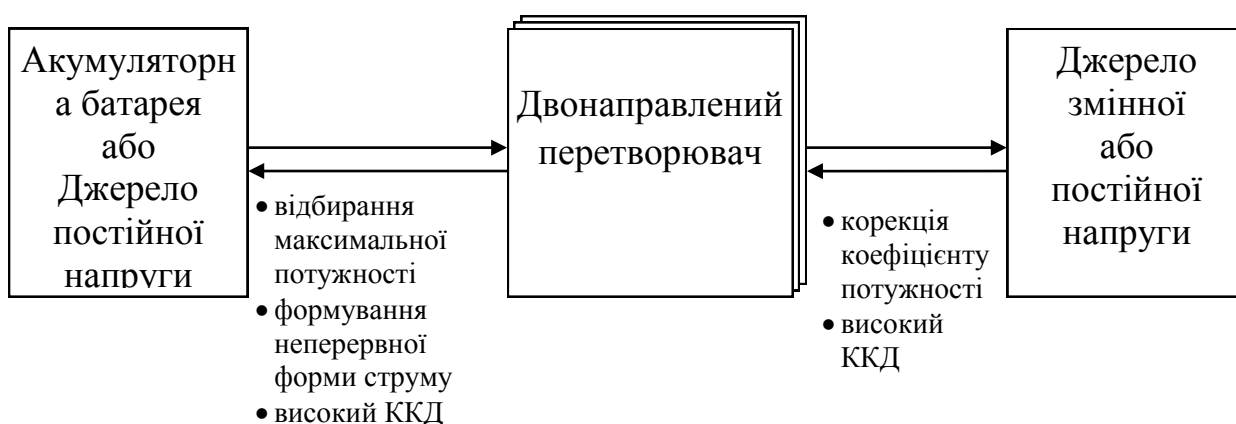 Акумуляторн
а батарея
або
Джерело
постійної
напруги
• відбирання
максимальної
потужності
• формування
неперервної
форми струму
• високий ККД
Двонаправлений
перетворювач
• корекція
коефіцієнту
потужності
• високий
ККД
Джерело
змінної
або
постійної
напруги